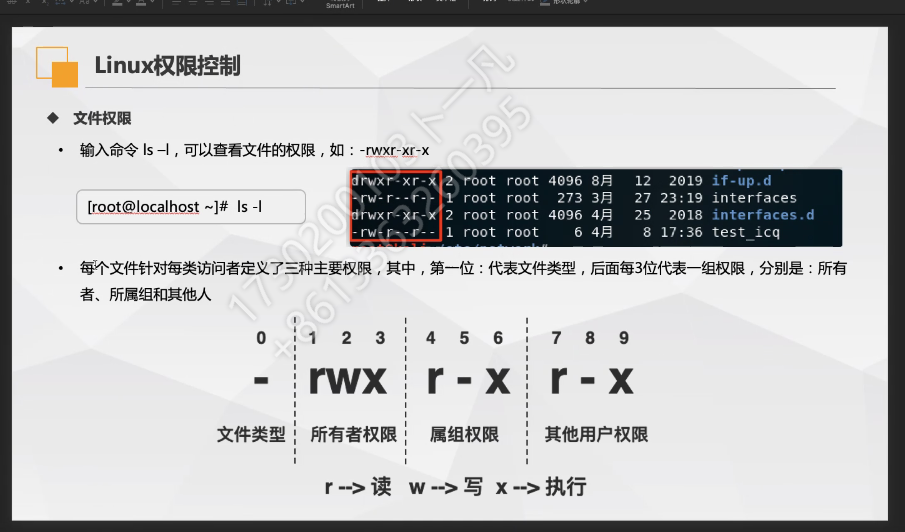 SmartArt
Linux权限控制
◆ 文件权限
• 输入命令 ls –l，可以查看文件的权限，如：-rwxr-xr-x
[root@localhost ~]# ls -l
drwxr-xr-x 2 root root 4096 8月 12 2019 if-up.d
-rw-r--r-- 1 root root 273 3月 27 23:19 interfaces
drwxr-xr-x 2 root root 4096 4月 25 2018 interfaces.d
-rw-r--r-- 1 root root 6 4月 8 17:36 test_icq
• 每个文件针对每类访问者定义了三种主要权限，其中，第一位：代表文件类型，后面每3位代表一组权限，分别是：所有
者、所属组和其他人
0 1 2 3 4 5 6 7 8 9
- rwx r - x r - x
文件类型 所有者权限 属组权限 其他用户权限
r --> 读 w --> 写 x --> 执行